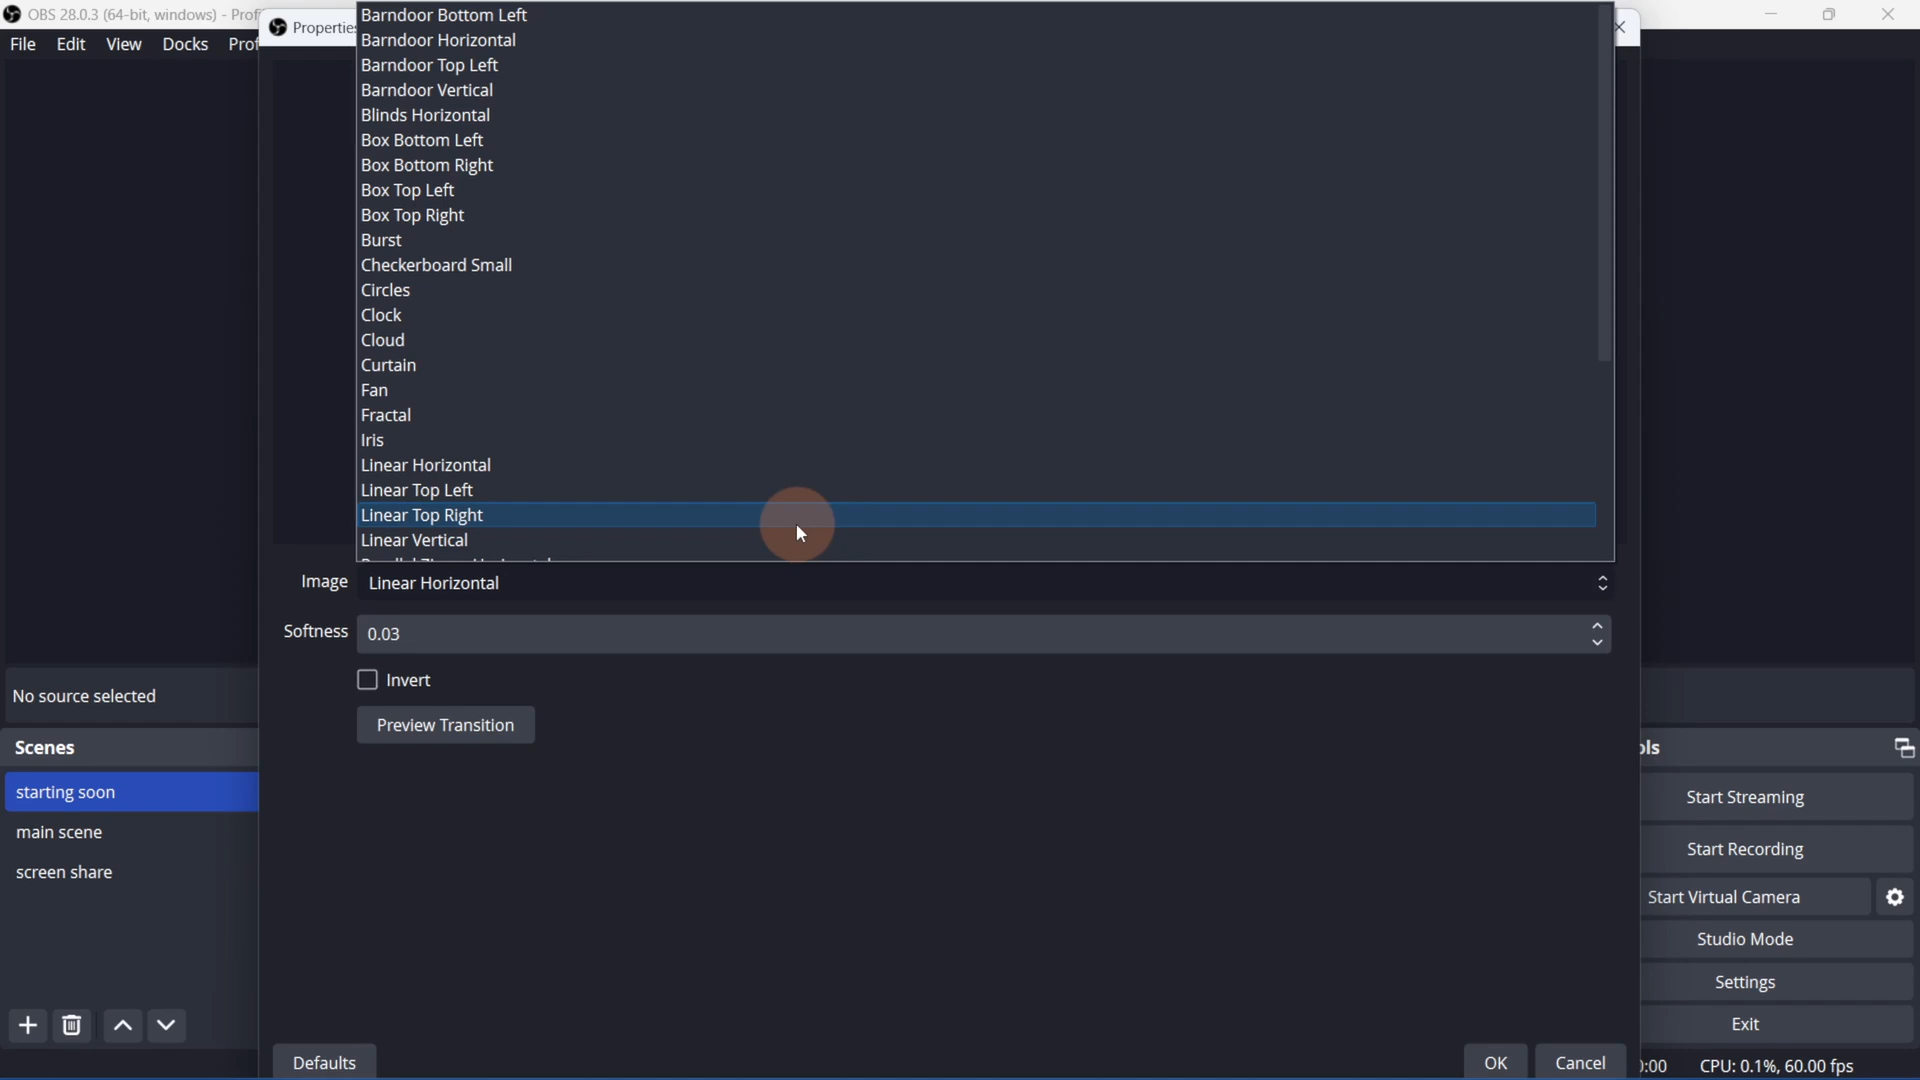 OBS 28.0.3 (64-bit, windows) - Profi
File Edit View Docks Prof
Properties
Barndoor Bottom Left
Barndoor Horizontal
Barndoor Top Left
Barndoor Vertical
Blinds Horizontal
Box Bottom Left
Box Bottom Right
Box Top Left
Box Top Right
Burst
Checkerboard Small
Circles
Clock
Cloud
Curtain
Fan
Fractal
Iris
Linear Horizontal
Linear Top Left
Linear Top Right
Linear Vertical
Image Linear Horizontal
Softness 0.03
Invert
Preview Transition
No source selected
Scenes
starting soon
main scene
screen share
Defaults
OK
Cancel
ols
Start Streaming
Start Recording
Start Virtual Camera
Studio Mode
Settings
Exit
0:00 CPU: 0.1%, 60.00 fps